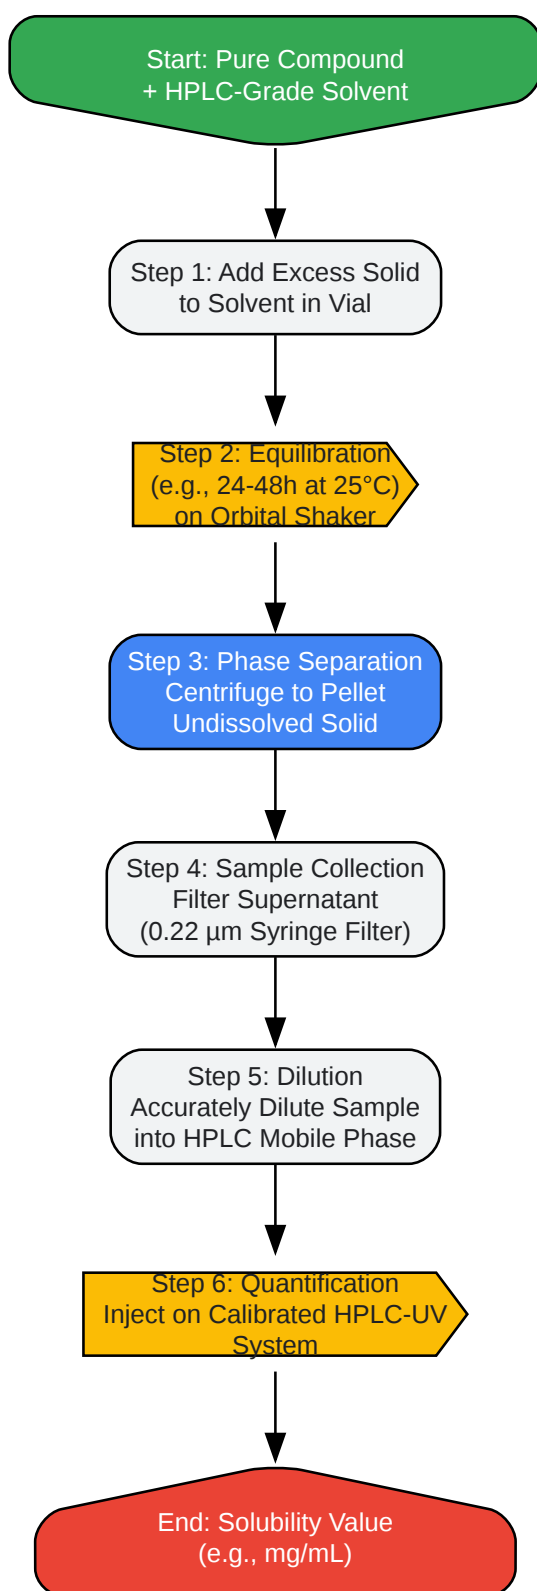 Start: Pure Compound
+ HPLC-Grade Solvent
Step 1: Add Excess Solid
to Solvent in Vial
Step 2: Equilibration
(e.g., 24-48h at 25°C)
on Orbital Shaker
Step 3: Phase Separation
Centrifuge to Pellet
Undissolved Solid
Step 4: Sample Collection
Filter Supernatant
(0.22 µm Syringe Filter)
Step 5: Dilution
Accurately Dilute Sample
into HPLC Mobile Phase
Step 6: Quantification
Inject on Calibrated HPLC-UV
System
End: Solubility Value
(e.g., mg/mL)